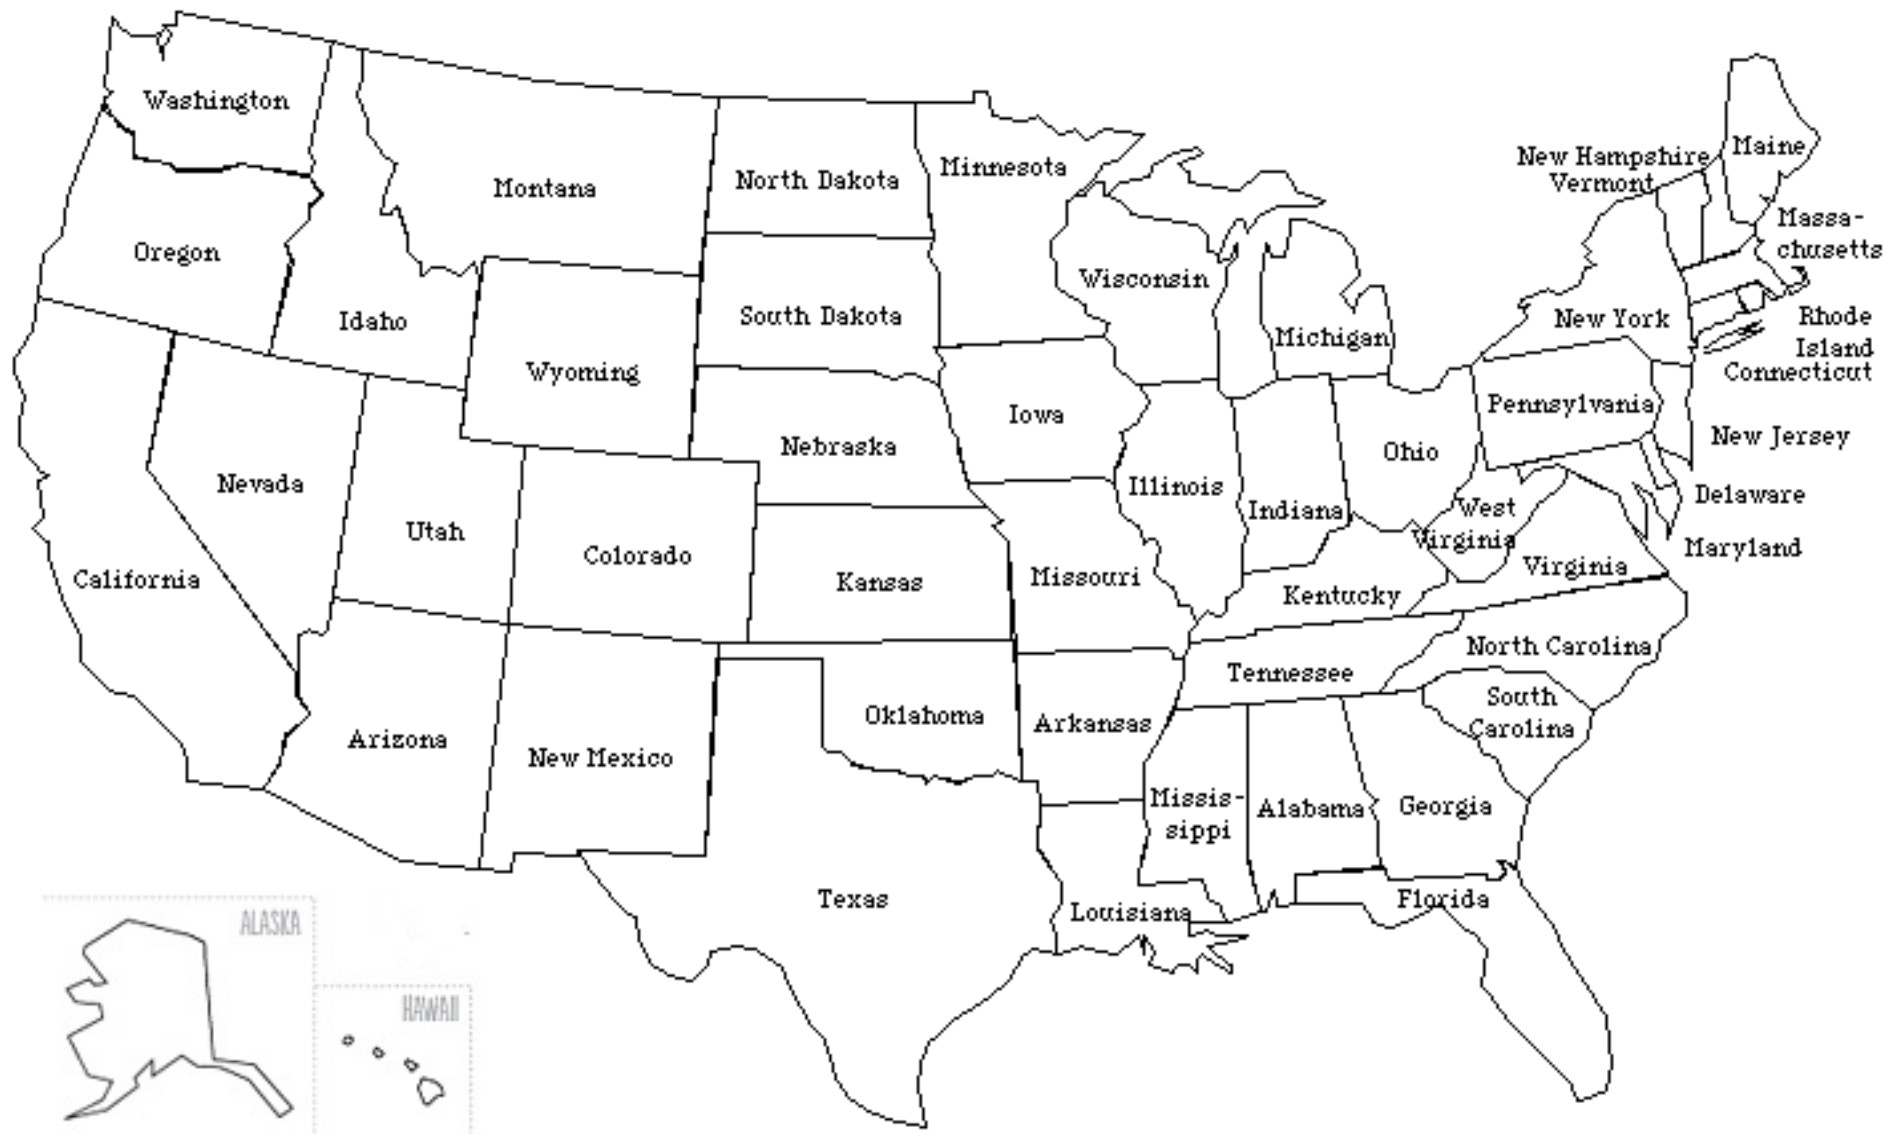 Washington
Montana
North Dakota
Minnesota
New Hampshire
Maine
Vermont
Massa-
chusetts
Oregon
Idaho
Wyoming
South Dakota
Wisconsin
Michigan
New York
Rhode
Island
Connecticut
Pennsylvania
New Jersey
Iowa
Nebraska
Ohio
Illinois
Indiana
West
Virginia
Delaware
Maryland
Nevada
Utah
Colorado
California
Kansas
Missouri
Kentucky
Virginia
North Carolina
Tennessee
South
Carolina
Arizona
New Mexico
Oklahoma
Arkansas
Missis-
sippi
Alabama
Georgia
Texas
Louisiana
Florida
ALASKA
HAWAII